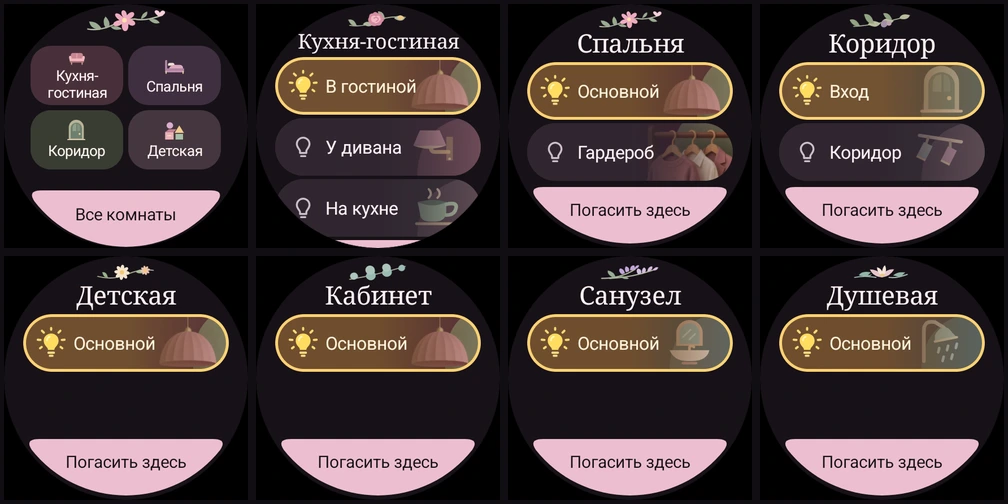 Кухня-
гостиная
Спальня
Коридор
Детская
Все комнаты
Кухня-гостиная
В гостиной
У дивана
На кухне
Спальня
Основной
Гардероб
Погасить здесь
Коридор
Вход
Коридор
Погасить здесь
Детская
Основной
Погасить здесь
Кабинет
Основной
Погасить здесь
Санузел
Основной
Погасить здесь
Душевая
Основной
Погасить здесь